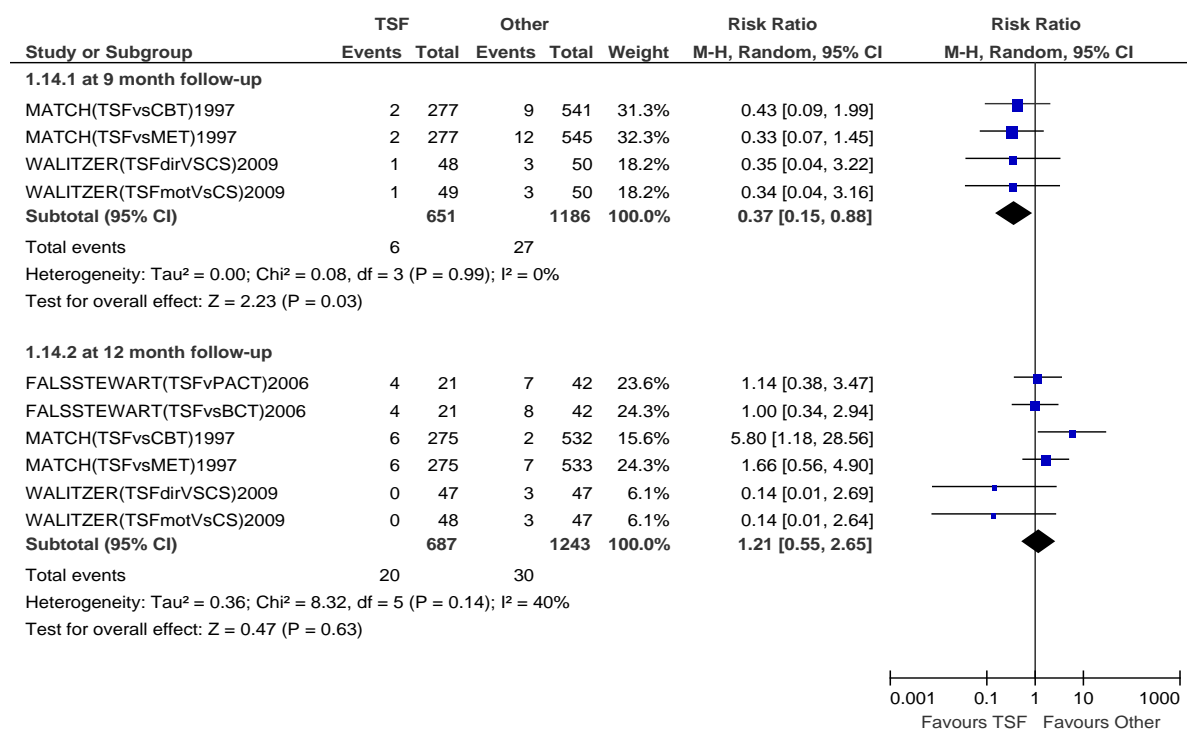 TSF Other Risk Ratio Risk Ratio
Study or Subgroup Events Total Events Total Weight M-H, Random, 95% CI M-H, Random, 95% CI
1.14.1 at 9 month follow-up
MATCH(TSFvsCBT)1997 2 277 9 541 31.3% 0.43 [0.09, 1.99]
MATCH(TSFvsMET)1997 2 277 12 545 32.3% 0.33 [0.07, 1.45]
WALITZER(TSFdirVSCS)2009 1 48 3 50 18.2% 0.35 [0.04, 3.22]
WALITZER(TSFmotVsCS)2009 1 49 3 50 18.2% 0.34 [0.04, 3.16]
Subtotal (95% CI) 651 1186 100.0% 0.37 [0.15, 0.88]
Total events 6 27
Heterogeneity: Tau² = 0.00; Chi² = 0.08, df = 3 (P = 0.99); I² = 0%
Test for overall effect: Z = 2.23 (P = 0.03)
1.14.2 at 12 month follow-up
FALSSTEWART(TSFvPACT)2006 4 21 7 42 23.6% 1.14 [0.38, 3.47]
FALSSTEWART(TSFvsBCT)2006 4 21 8 42 24.3% 1.00 [0.34, 2.94]
MATCH(TSFvsCBT)1997 6 275 2 532 15.6% 5.80 [1.18, 28.56]
MATCH(TSFvsMET)1997 6 275 7 533 24.3% 1.66 [0.56, 4.90]
WALITZER(TSFdirVSCS)2009 0 47 3 47 6.1% 0.14 [0.01, 2.69]
WALITZER(TSFmotVsCS)2009 0 48 3 47 6.1% 0.14 [0.01, 2.64]
Subtotal (95% CI) 687 1243 100.0% 1.21 [0.55, 2.65]
Total events 20 30
Heterogeneity: Tau² = 0.36; Chi² = 8.32, df = 5 (P = 0.14); I² = 40%
Test for overall effect: Z = 0.47 (P = 0.63)
0.001 0.1 1 10 1000
Favours TSF Favours Other